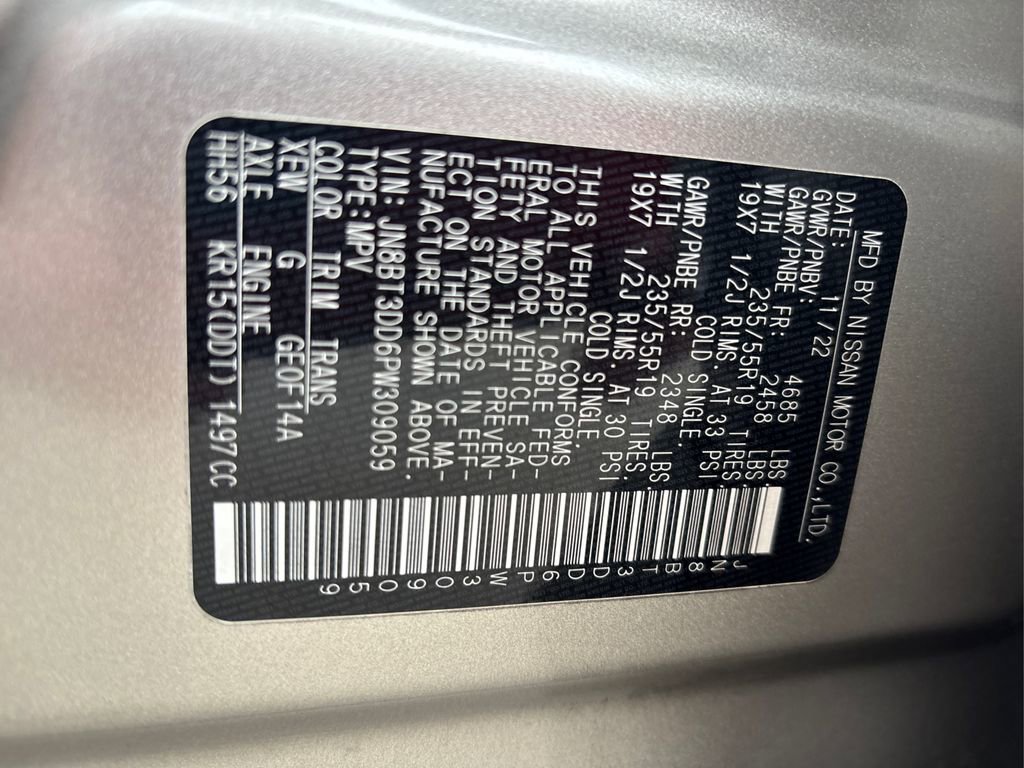 MFD BY NISSAN MOTOR CO.,LTD.
DATE: 11/22
GVWR/PNBV: 4685 LBS.
GAWR/PNBE FR: 2458 LBS.
WITH 235/55R19 TIRES,
19X7 1/2J RIMS. AT 33 PSI
COLD SINGLE.
GAWR/PNBE RR: 2348 LBS.
WITH 235/55R19 TIRES.
19X7 1/2J RIMS. AT 30 PSI
COLD SINGLE.
THIS VEHICLE CONFORMS
TO ALL APPLICABLE FED-
ERAL MOTOR VEHICLE SA-
FETY AND THEFT PREVEN-
TION STANDARDS IN EFF-
ECT ON THE DATE OF MA-
NUFACTURE SHOWN ABOVE.
VIN: JN8BT3DD6PW309059
TYPE:MPV
COLOR TRIM TRANS
XEW G GE0F14A
AXLE ENGINE
HH56 KR15(DDTT) 1497CC
JN8BT3DD6PW309059